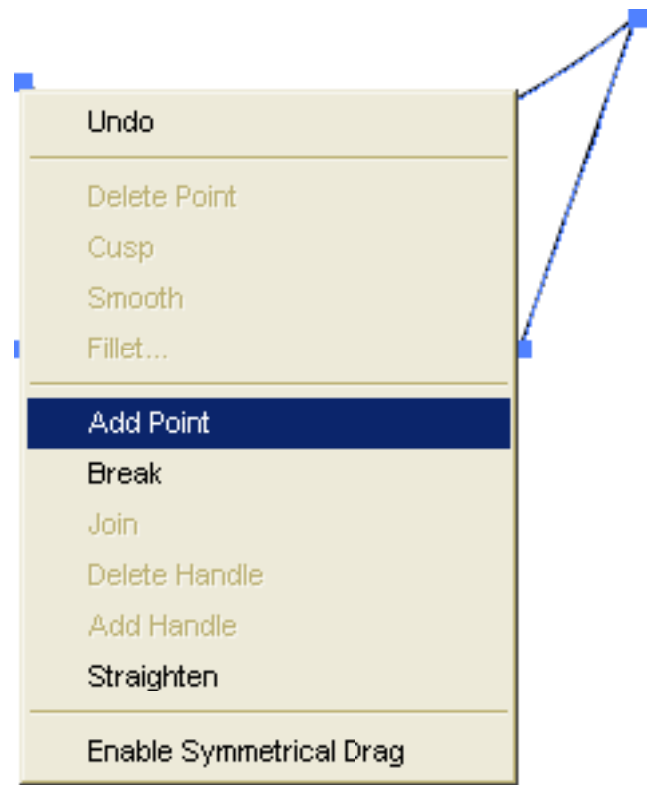 Undo
Delete Point
Cusp
Smooth
Fillet...
Add Point
Break
Join
Delete Handle
Add Handle
Straighten
Enable Symmetrical Drag